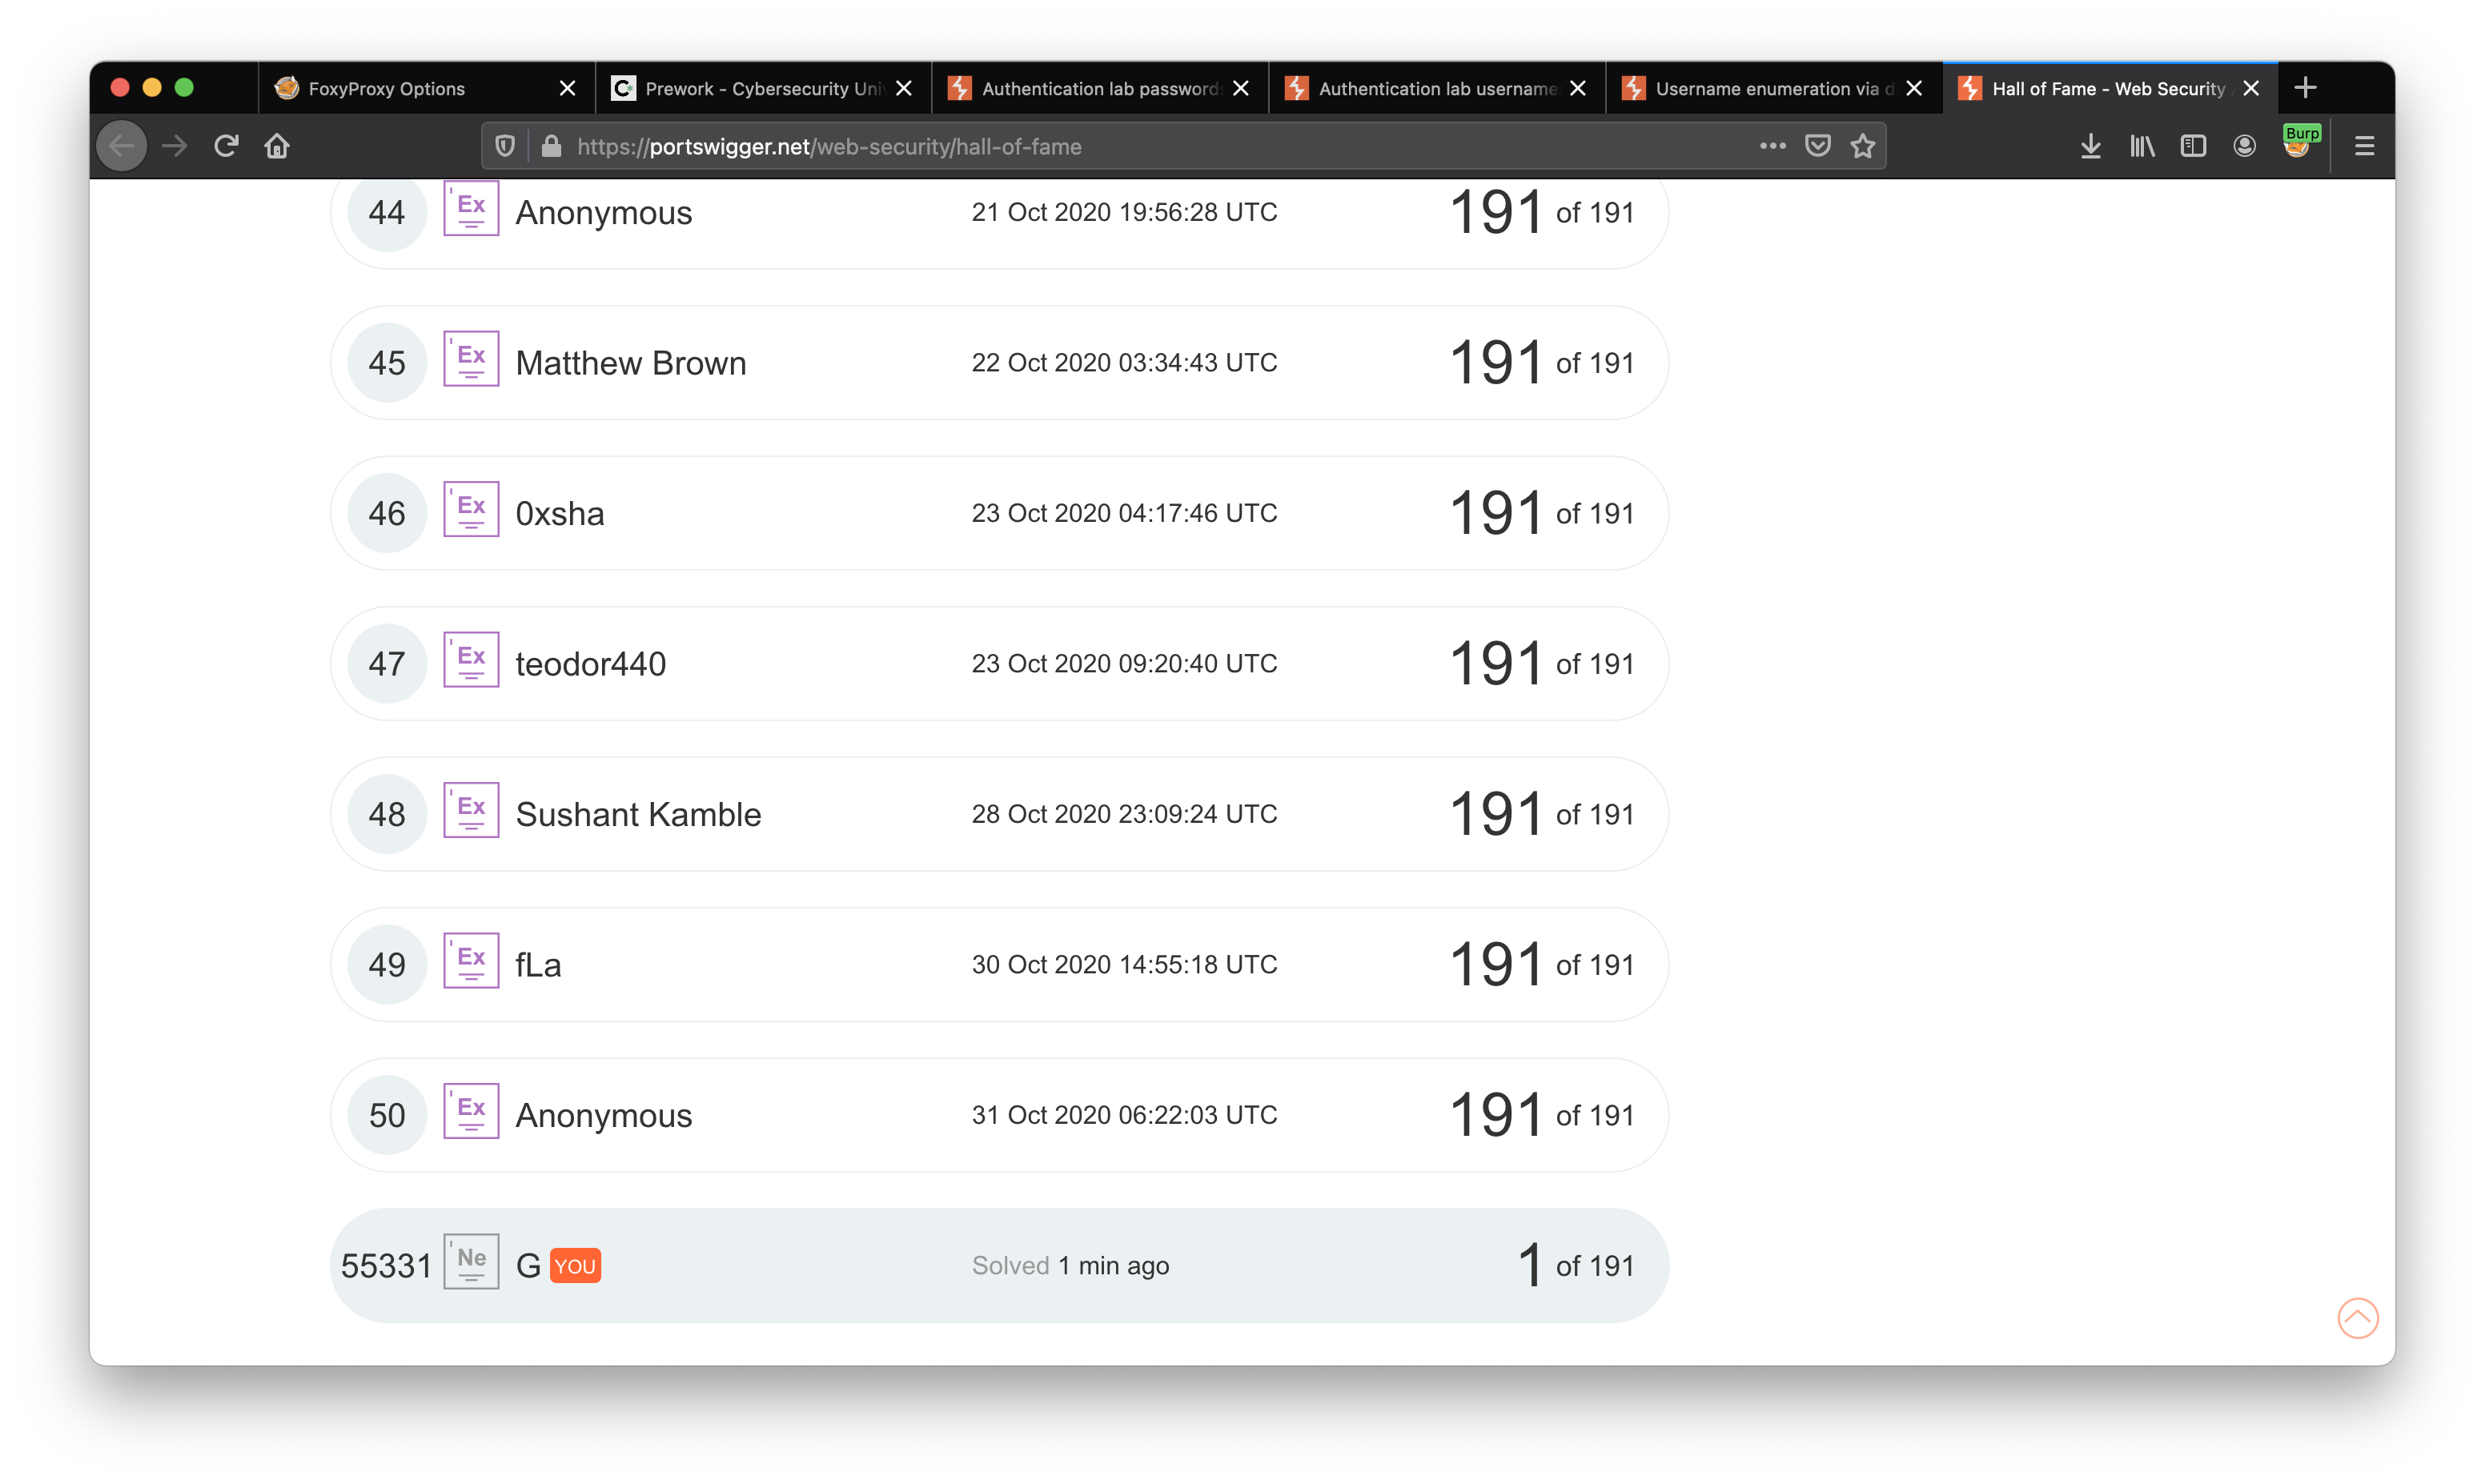 FoxyProxy Options
Prework - Cybersecurity Uni
Authentication lab passwords
Authentication lab username
Username enumeration via d
Hall of Fame - Web Security
https://portswigger.net/web-security/hall-of-fame
Burp
44 Ex Anonymous 21 Oct 2020 19:56:28 UTC 191 of 191
45 Ex Matthew Brown 22 Oct 2020 03:34:43 UTC 191 of 191
46 Ex 0xsha 23 Oct 2020 04:17:46 UTC 191 of 191
47 Ex teodor440 23 Oct 2020 09:20:40 UTC 191 of 191
48 Ex Sushant Kamble 28 Oct 2020 23:09:24 UTC 191 of 191
49 Ex fLa 30 Oct 2020 14:55:18 UTC 191 of 191
50 Ex Anonymous 31 Oct 2020 06:22:03 UTC 191 of 191
55331 Ne G YOU Solved 1 min ago 1 of 191